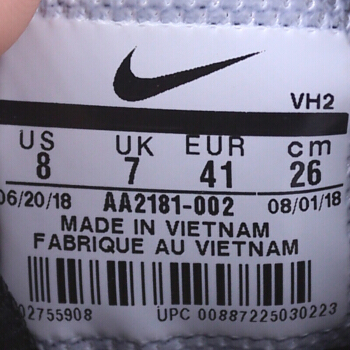 VH2
US UK EUR cm
8 7 41 26
06/20/18 AA2181-002 08/01/18
MADE IN VIETNAM
FABRIQUE AU VIETNAM
02755908 UPC 00887225030223